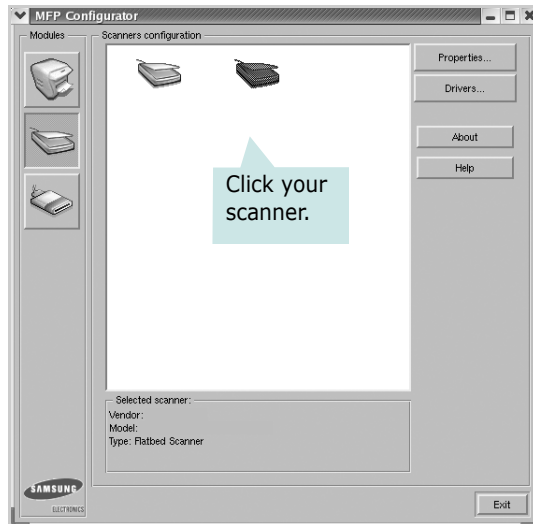 MFP Configurator
Modules
Scanners configuration
Properties...
Drivers...
About
Help
Click your
scanner.
Selected scanner:
Vendor:
Model:
Type: Flatbed Scanner
SAMSUNG
ELECTRONICS
Exit